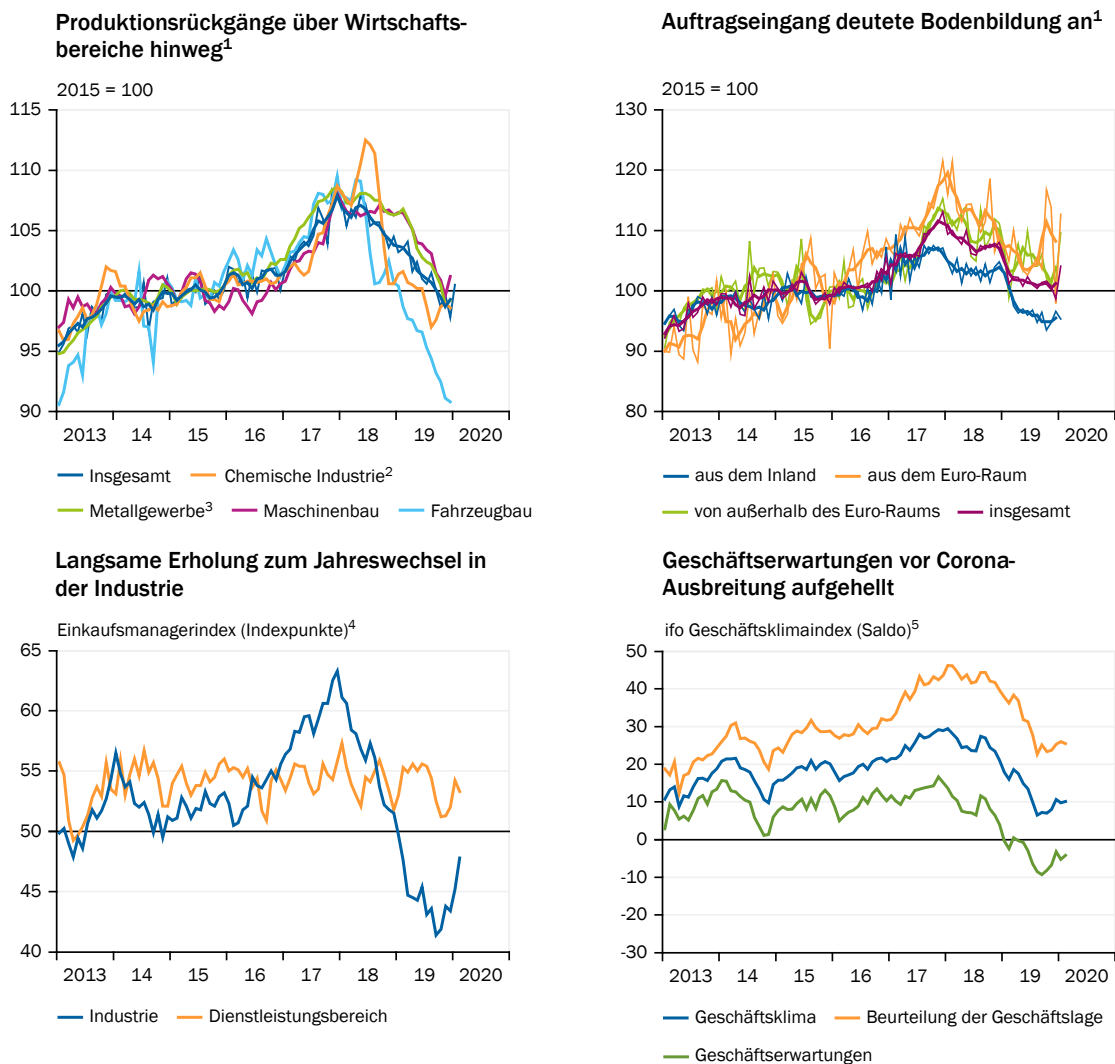 Produktionsrückgänge über Wirtschafts-
bereiche hinweg¹
2015 = 100
115
110
105
100
95
90
2013 14 15 16 17 18 19 2020
Insgesamt Chemische Industrie²
Metallgewerbe³ Maschinenbau Fahrzeugbau
Auftragseingang deutete Bodenbildung an¹
2015 = 100
130
120
110
100
90
80
2013 14 15 16 17 18 19 2020
aus dem Inland aus dem Euro-Raum
von außerhalb des Euro-Raums insgesamt
Langsame Erholung zum Jahreswechsel in
der Industrie
Einkaufsmanagerindex (Indexpunkte)⁴
65
60
55
50
45
40
2013 14 15 16 17 18 19 2020
Industrie Dienstleistungsbereich
Geschäftserwartungen vor Corona-
Ausbreitung aufgehellt
ifo Geschäftsklimaindex (Saldo)⁵
50
40
30
20
10
0
-10
-20
-30
2013 14 15 16 17 18 19 2020
Geschäftsklima Beurteilung der Geschäftslage
Geschäftserwartungen